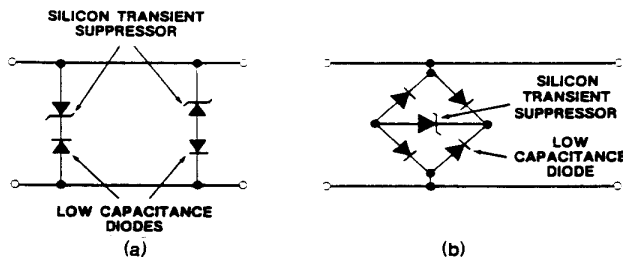 SILICON TRANSIENT
SUPPRESSOR
LOW CAPACITANCE
DIODES
(a)
SILICON
TRANSIENT
SUPPRESSOR
LOW
CAPACITANCE
DIODE
(b)